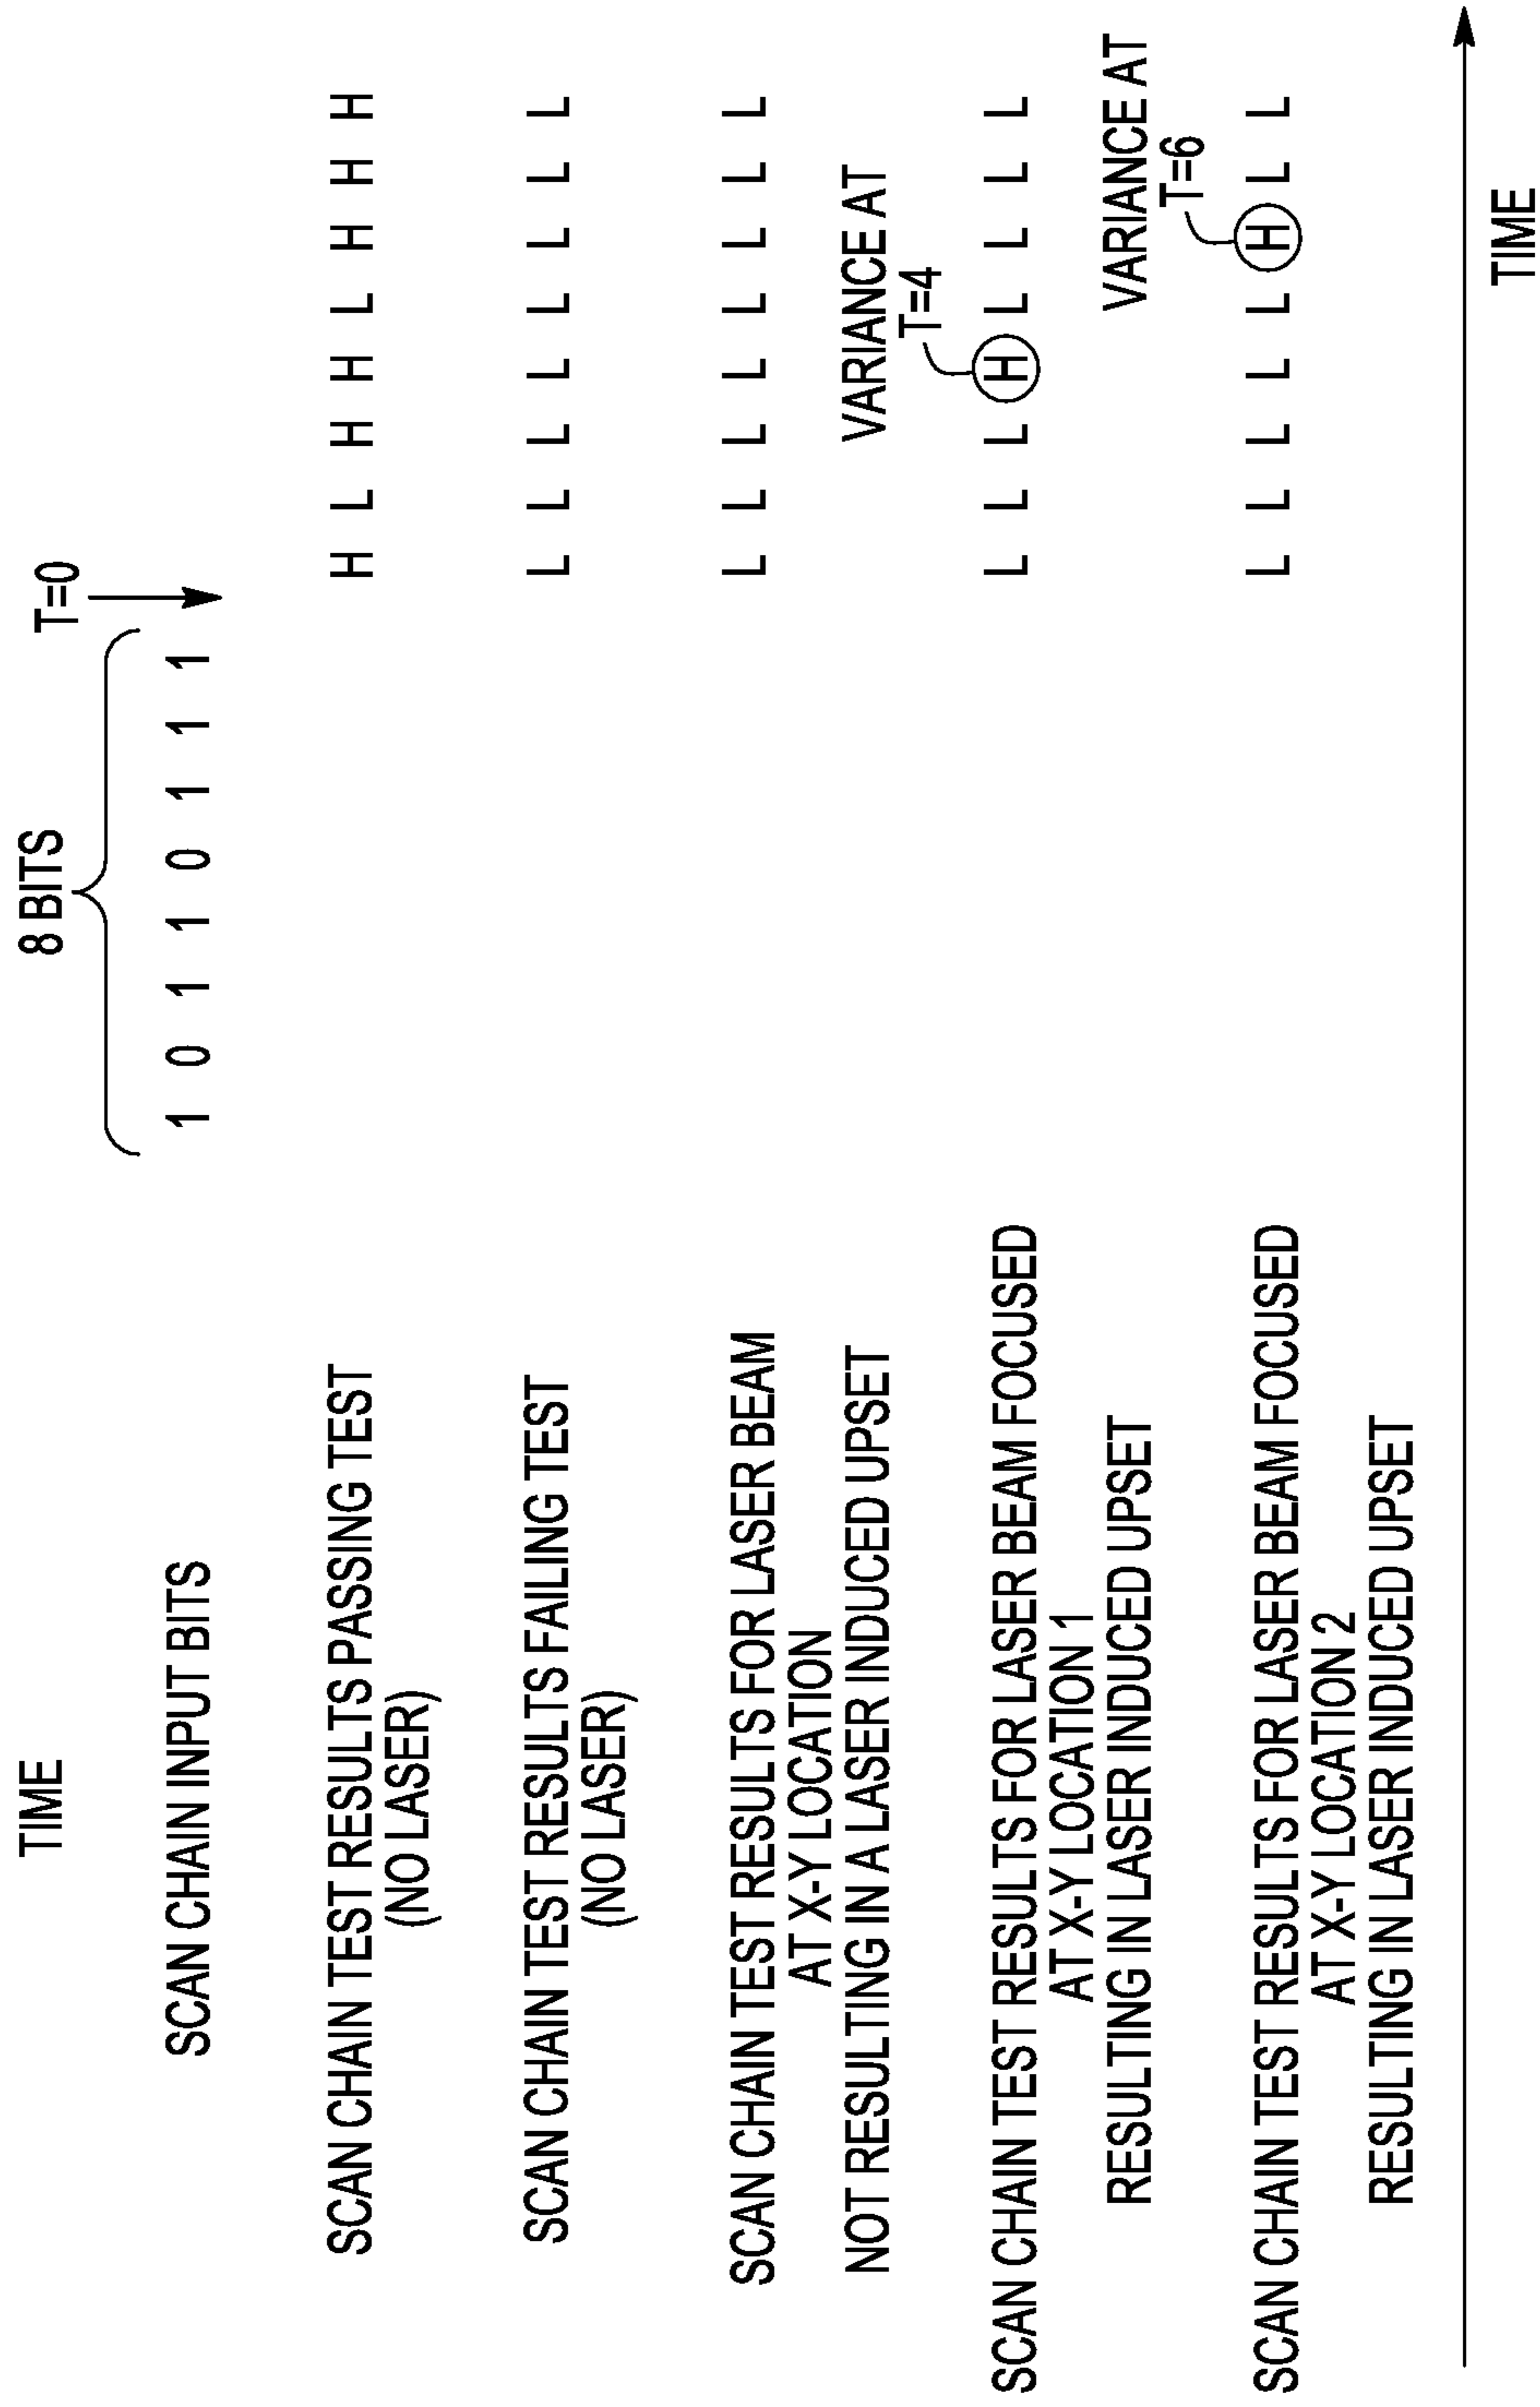 TIME 8 BITS T=0
SCAN CHAIN INPUT BITS 1 0 1 1 0 1 1 1
SCAN CHAIN TEST RESULTS PASSING TEST H L H H L H H H
(NO LASER)
SCAN CHAIN TEST RESULTS FAILING TEST L L L L L L L L
(NO LASER)
SCAN CHAIN TEST RESULTS FOR LASER BEAM L L L L L L L L
AT X-Y LOCATION
NOT RESULTING IN A LASER INDUCED UPSET
VARIANCE AT
T=4
SCAN CHAIN TEST RESULTS FOR LASER BEAM FOCUSED L L L H L L L L
AT X-Y LOCATION 1
RESULTING IN LASER INDUCED UPSET
VARIANCE AT
T=6
SCAN CHAIN TEST RESULTS FOR LASER BEAM FOCUSED L L L L L H L L
AT X-Y LOCATION 2
RESULTING IN LASER INDUCED UPSET
TIME